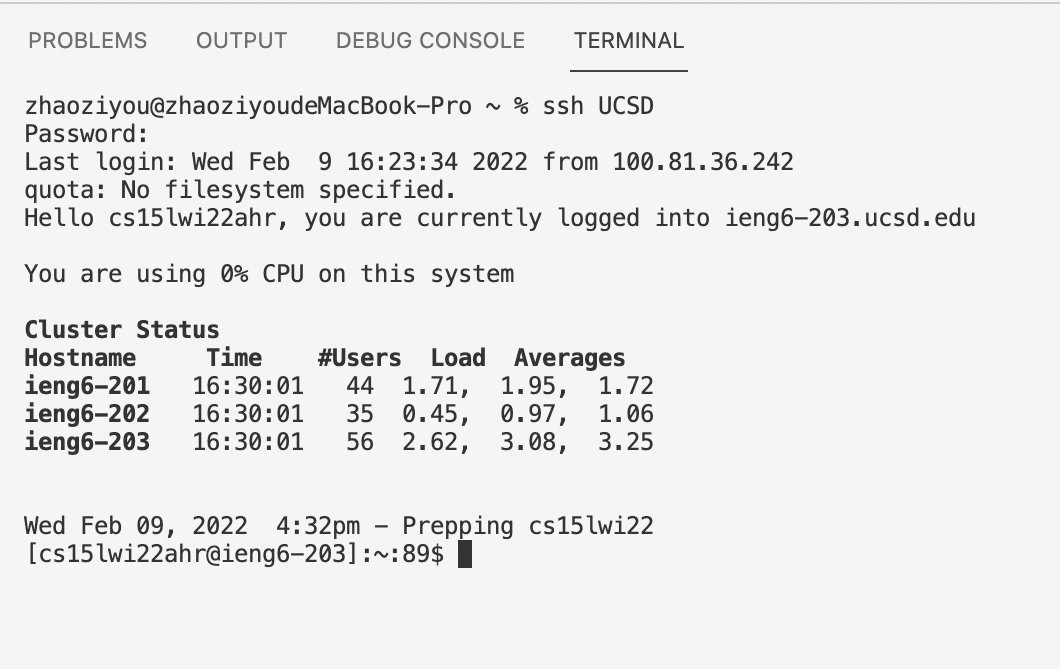 PROBLEMS OUTPUT DEBUG CONSOLE TERMINAL
zhaoziyou@zhaoziyoudeMacBook-Pro ~ % ssh UCSD
Password:
Last login: Wed Feb  9 16:23:34 2022 from 100.81.36.242
quota: No filesystem specified.
Hello cs15lwi22ahr, you are currently logged into ieng6-203.ucsd.edu
You are using 0% CPU on this system
Cluster Status
Hostname     Time    #Users  Load  Averages
ieng6-201   16:30:01   44  1.71,  1.95,  1.72
ieng6-202   16:30:01   35  0.45,  0.97,  1.06
ieng6-203   16:30:01   56  2.62,  3.08,  3.25
Wed Feb 09, 2022  4:32pm - Prepping cs15lwi22
[cs15lwi22ahr@ieng6-203]:~:89$